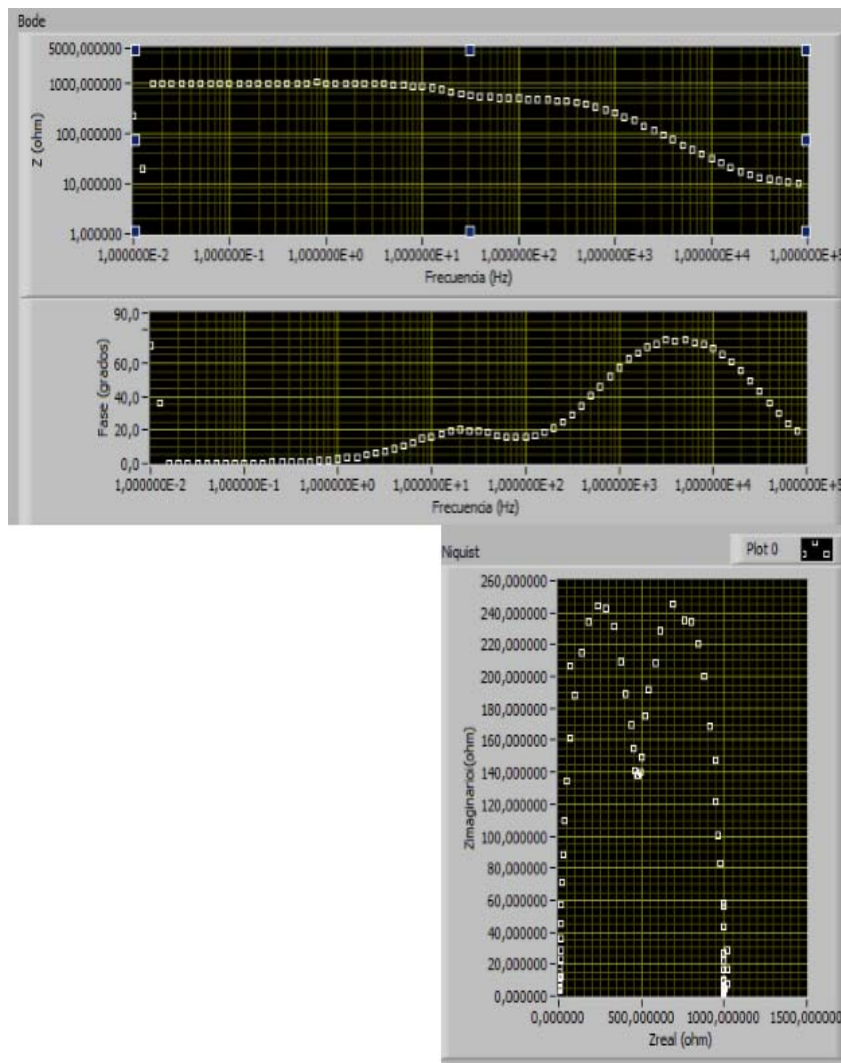 Bode
5000,000000
1000,000000
100,000000
10,000000
1,000000
Z (ohm)
1,000000E-2 1,000000E-1 1,000000E+0 1,000000E+1 1,000000E+2 1,000000E+3 1,000000E+4 1,000000E+5
Frecuencia (Hz)
90,0
60,0
40,0
20,0
0,0
Fase (grados)
1,000000E-2 1,000000E-1 1,000000E+0 1,000000E+1 1,000000E+2 1,000000E+3 1,000000E+4 1,000000E+5
Frecuencia (Hz)
Niquist
Plot 0
260,000000
240,000000
220,000000
200,000000
180,000000
160,000000
140,000000
120,000000
100,000000
80,000000
60,000000
40,000000
20,000000
0,000000
Zimaginarioi(ohm)
0,000000 500,000000 1000,000000 1500,000000
Zreal (ohm)